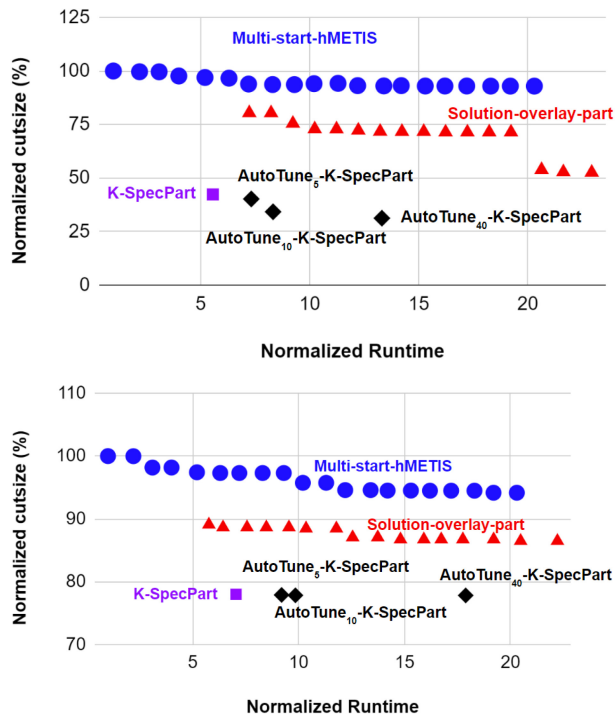 Normalized cutsize (%)
125
Multi-start-hMETIS
100
Solution-overlay-part
75
AutoTune₅-K-SpecPart
50
K-SpecPart
AutoTune₄₀-K-SpecPart
25
AutoTune₁₀-K-SpecPart
0
5
10
15
20
Normalized Runtime
Normalized cutsize (%)
110
100
Multi-start-hMETIS
90
Solution-overlay-part
AutoTune₅-K-SpecPart
AutoTune₄₀-K-SpecPart
80
K-SpecPart
AutoTune₁₀-K-SpecPart
70
5
10
15
20
Normalized Runtime